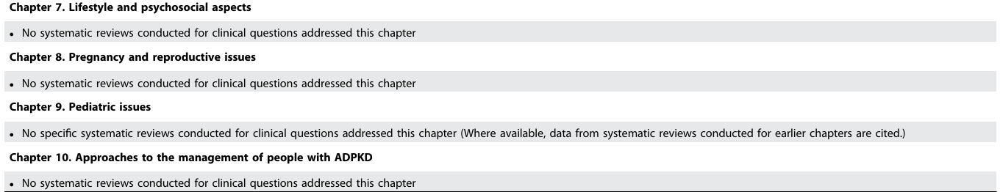 Chapter 7. Lifestyle and psychosocial aspects
• No systematic reviews conducted for clinical questions addressed this chapter
Chapter 8. Pregnancy and reproductive issues
• No systematic reviews conducted for clinical questions addressed this chapter
Chapter 9. Pediatric issues
• No specific systematic reviews conducted for clinical questions addressed this chapter (Where available, data from systematic reviews conducted for earlier chapters are cited.)
Chapter 10. Approaches to the management of people with ADPKD
• No systematic reviews conducted for clinical questions addressed this chapter